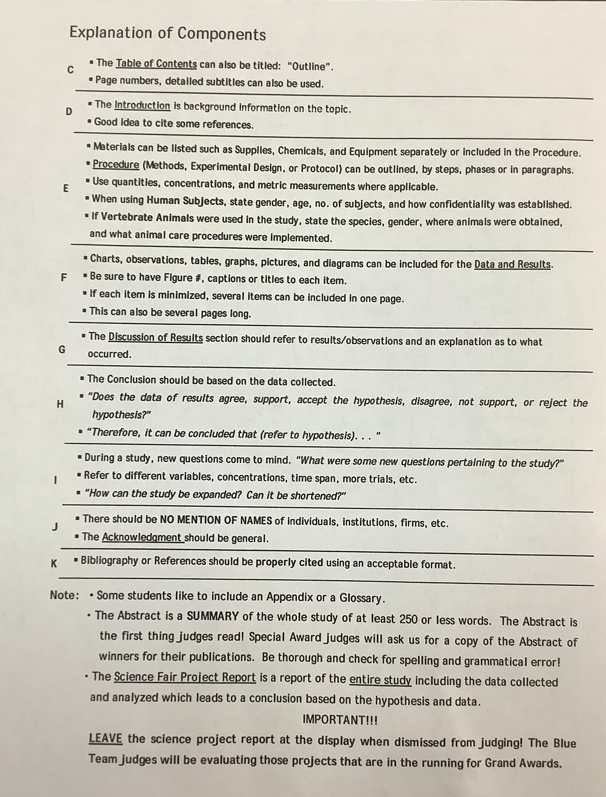 Explanation of Components
C ▪ The Table of Contents can also be titled: "Outline".
▪ Page numbers, detailed subtitles can also be used.
D ▪ The Introduction is background information on the topic.
▪ Good idea to cite some references.
▪ Materials can be listed such as Supplies, Chemicals, and Equipment separately or included in the Procedure.
▪ Procedure (Methods, Experimental Design, or Protocol) can be outlined, by steps, phases or in paragraphs.
E ▪ Use quantities, concentrations, and metric measurements where applicable.
▪ When using Human Subjects, state gender, age, no. of subjects, and how confidentiality was established.
▪ If Vertebrate Animals were used in the study, state the species, gender, where animals were obtained,
and what animal care procedures were implemented.
▪ Charts, observations, tables, graphs, pictures, and diagrams can be included for the Data and Results.
F ▪ Be sure to have Figure #, captions or titles to each item.
▪ If each item is minimized, several items can be included in one page.
▪ This can also be several pages long.
G ▪ The Discussion of Results section should refer to results/observations and an explanation as to what
occurred.
▪ The Conclusion should be based on the data collected.
H ▪ "Does the data of results agree, support, accept the hypothesis, disagree, not support, or reject the
hypothesis?"
▪ "Therefore, it can be concluded that (refer to hypothesis). . . "
▪ During a study, new questions come to mind. "What were some new questions pertaining to the study?"
I ▪ Refer to different variables, concentrations, time span, more trials, etc.
▪ "How can the study be expanded? Can it be shortened?"
J ▪ There should be NO MENTION OF NAMES of individuals, institutions, firms, etc.
▪ The Acknowledgment should be general.
K ▪ Bibliography or References should be properly cited using an acceptable format.
Note: • Some students like to include an Appendix or a Glossary.
• The Abstract is a SUMMARY of the whole study of at least 250 or less words. The Abstract is
the first thing judges read! Special Award judges will ask us for a copy of the Abstract of
winners for their publications. Be thorough and check for spelling and grammatical error!
• The Science Fair Project Report is a report of the entire study including the data collected
and analyzed which leads to a conclusion based on the hypothesis and data.
IMPORTANT!!!
LEAVE the science project report at the display when dismissed from judging! The Blue
Team judges will be evaluating those projects that are in the running for Grand Awards.